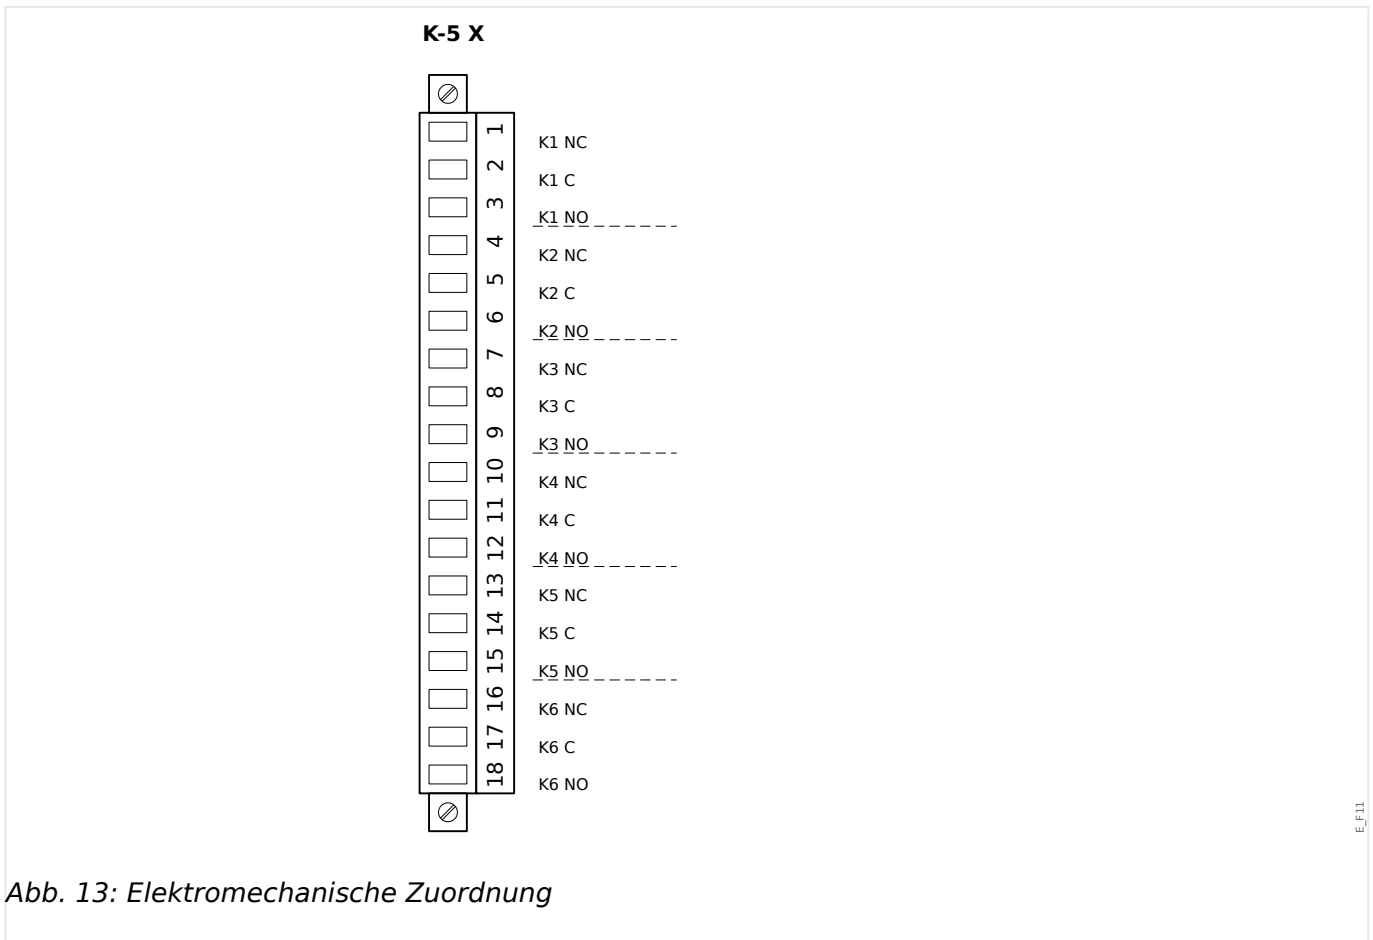 K-5 X
1
K1 NC
2
K1 C
3
K1 NO
4
K2 NC
5
K2 C
6
K2 NO
7
K3 NC
8
K3 C
9
K3 NO
10
K4 NC
11
K4 C
12
K4 NO
13
K5 NC
14
K5 C
15
K5 NO
16
K6 NC
17
K6 C
18
K6 NO
E_F11
Abb. 13: Elektromechanische Zuordnung